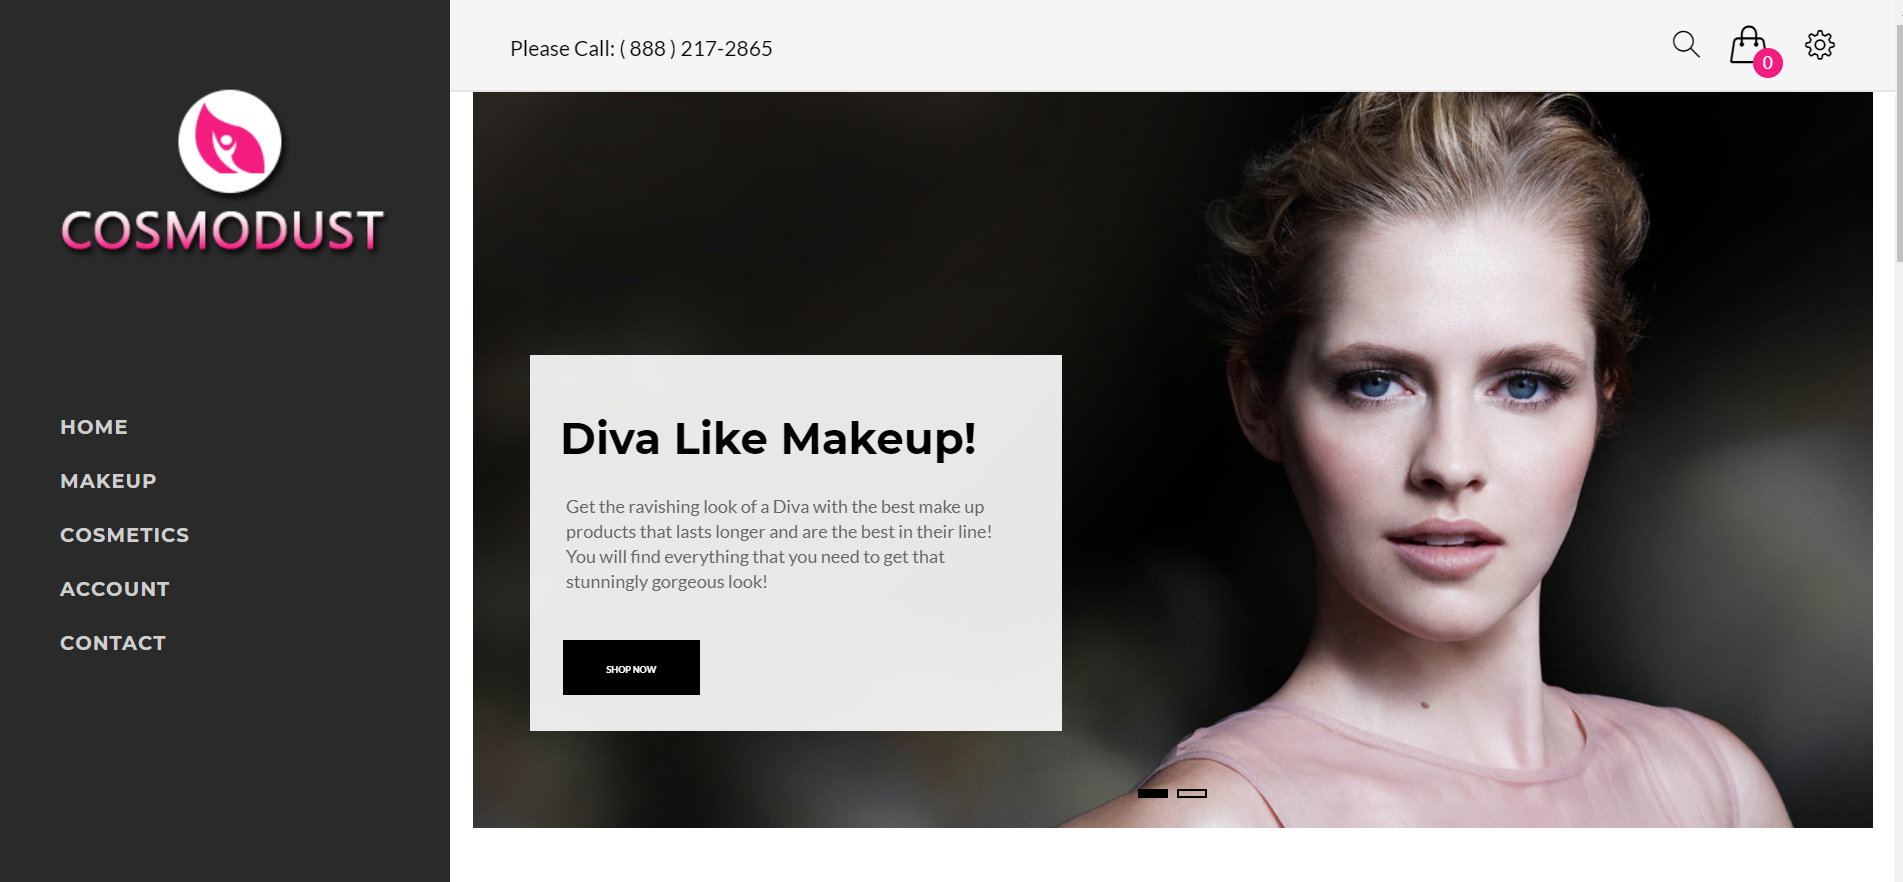 COSMODUST
HOME
MAKEUP
COSMETICS
ACCOUNT
CONTACT
Please Call: ( 888 ) 217-2865
0
Diva Like Makeup!
Get the ravishing look of a Diva with the best make up
products that lasts longer and are the best in their line!
You will find everything that you need to get that
stunningly gorgeous look!
SHOP NOW